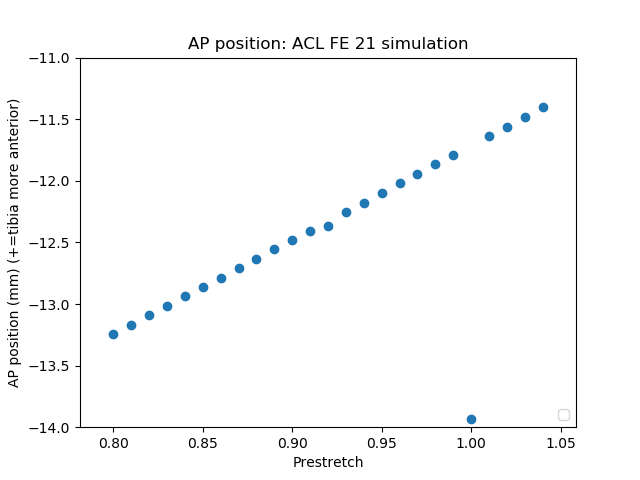 AP position: ACL FE 21 simulation
AP position (mm) (+=tibia more anterior)
−11.0
−11.5
−12.0
−12.5
−13.0
−13.5
−14.0
0.80 0.85 0.90 0.95 1.00 1.05
Prestretch